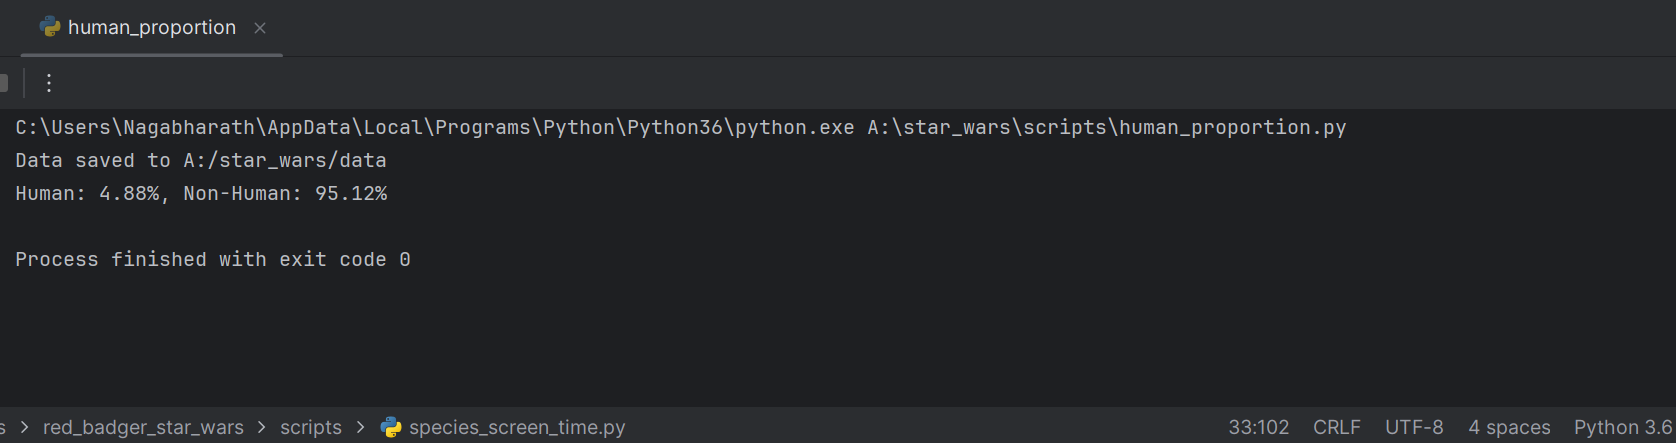 human_proportion
C:\Users\Nagabharath\AppData\Local\Programs\Python\Python36\python.exe A:\star_wars\scripts\human_proportion.py
Data saved to A:/star_wars/data
Human: 4.88%, Non-Human: 95.12%
Process finished with exit code 0
s > red_badger_star_wars > scripts > species_screen_time.py 33:102 CRLF UTF-8 4 spaces Python 3.6